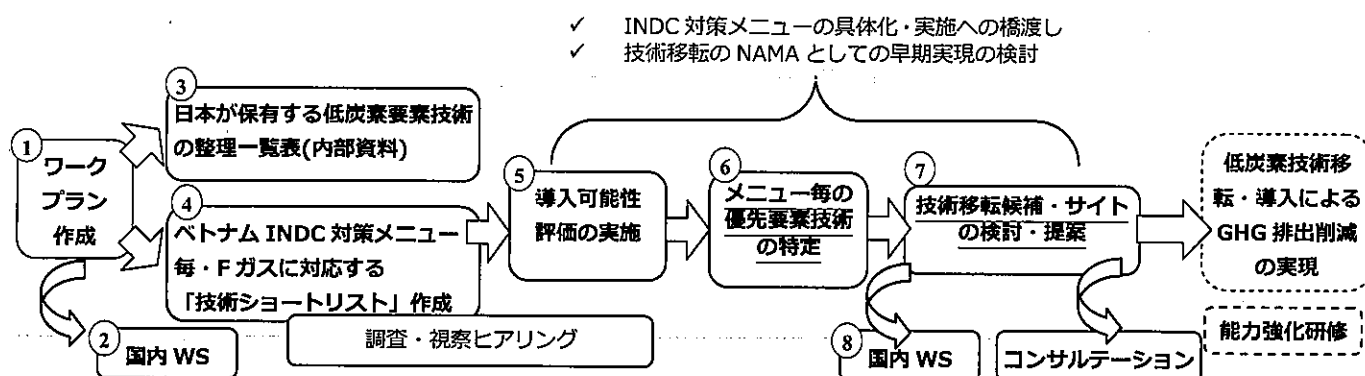 ✓ INDC 対策メニューの具体化・実施への橋渡し
✓ 技術移転の NAMA としての早期実現の検討
1
ワーク
プラン
作成
2
国内 WS
3
日本が保有する低炭素要素技術
の整理一覧表(内部資料)
4
ベトナム INDC 対策メニュー
毎・F ガスに対応する
「技術ショートリスト」作成
調査・視察ヒアリング
5
導入可能性
評価の実施
6
メニュー毎の
優先要素技術
の特定
7
技術移転候補・サイト
の検討・提案
8
国内 WS
コンサルテーション
低炭素技術移
転・導入による
GHG 排出削減
の実現
能力強化研修